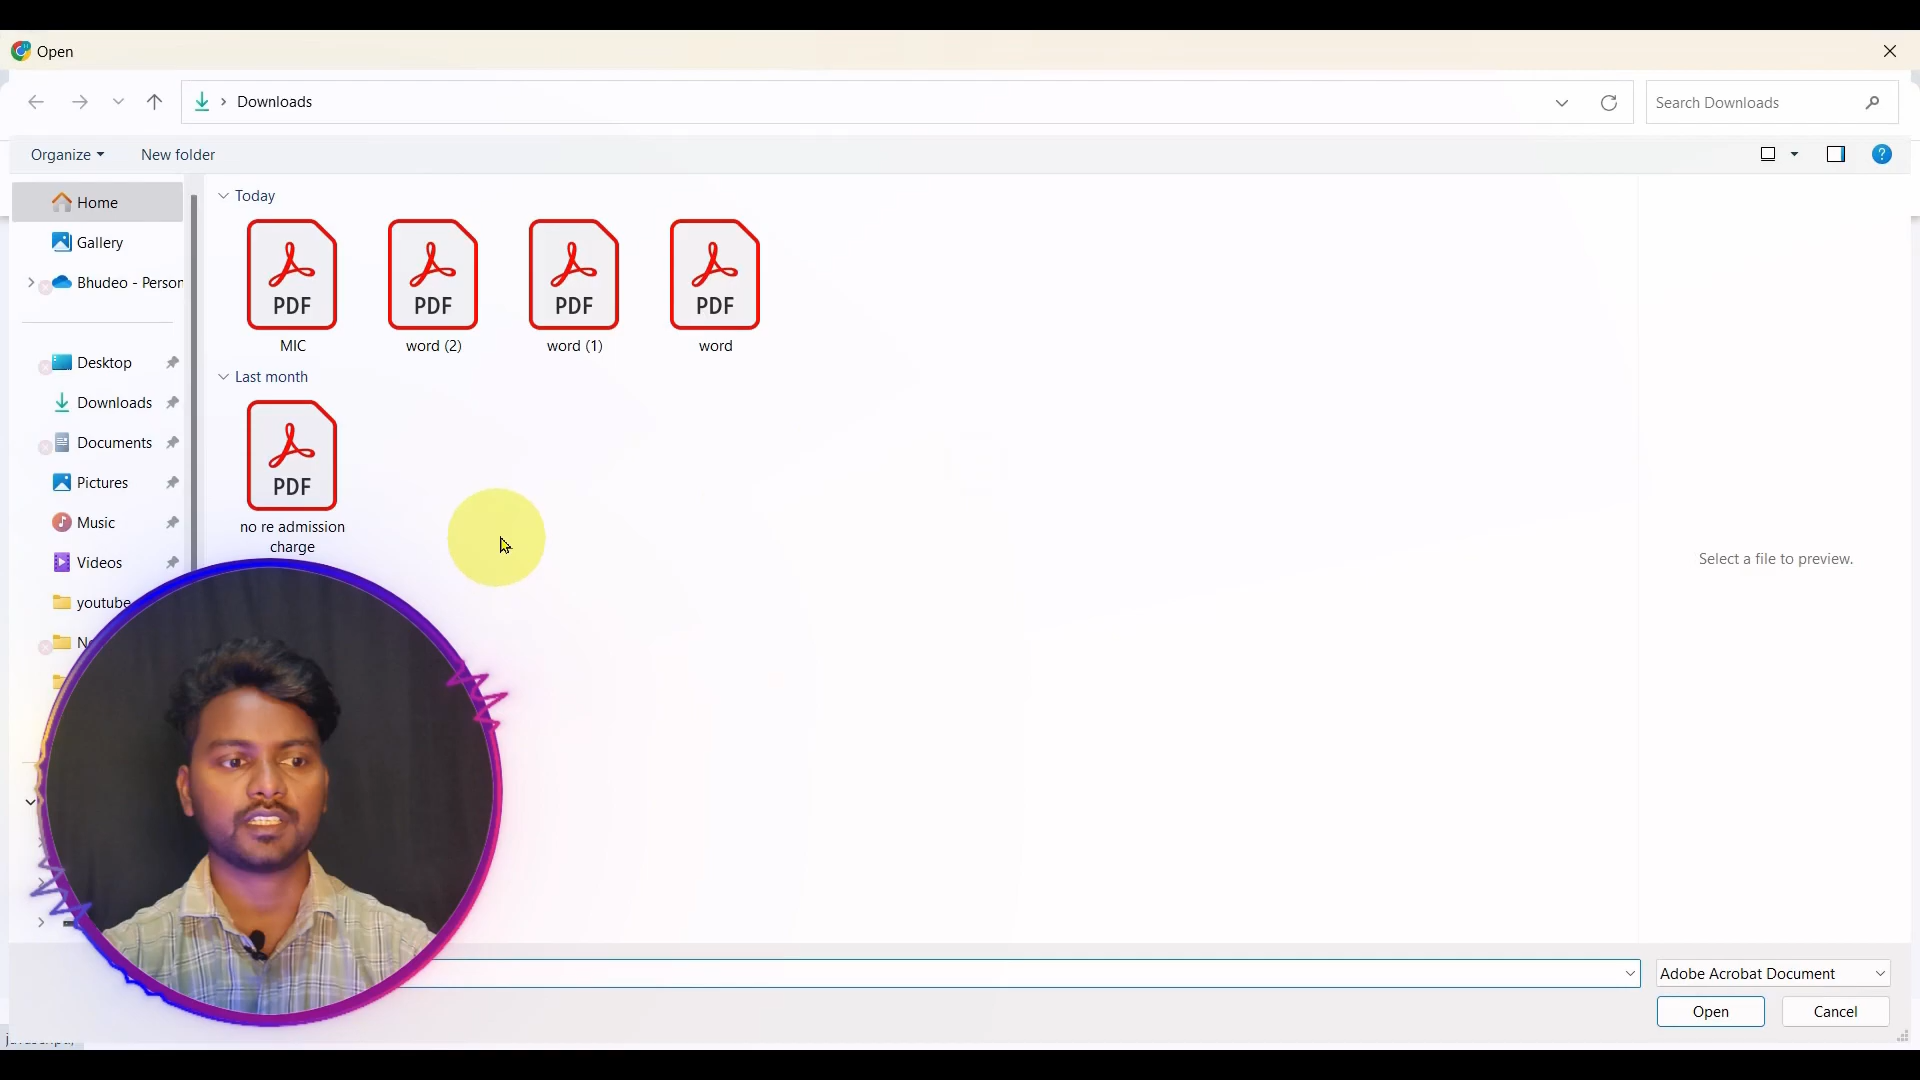 Open
Downloads
Search Downloads
Organize
New folder
Home
Gallery
Bhudeo - Person
Desktop
Downloads
Documents
Pictures
Music
Videos
youtube
Today
PDF
PDF
PDF
PDF
MIC
word (2)
word (1)
word
Last month
PDF
no re admission
charge
Select a file to preview.
Adobe Acrobat Document
Open
Cancel